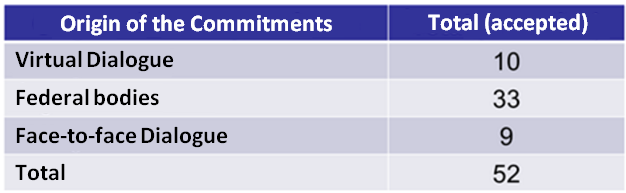 Origin of the Commitments Total (accepted)
Virtual Dialogue 10
Federal bodies 33
Face-to-face Dialogue 9
Total 52